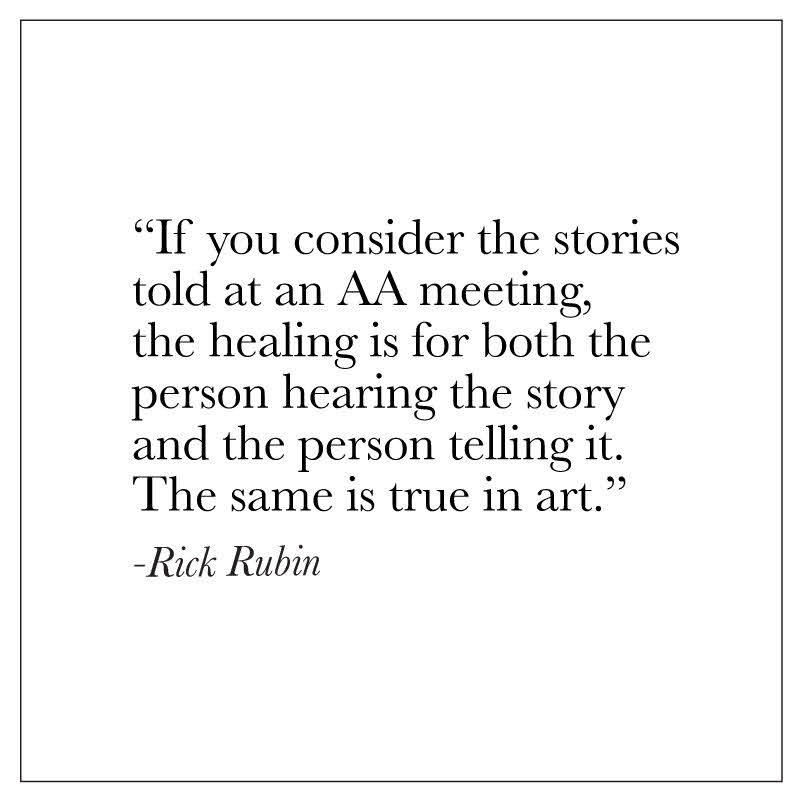 “If you consider the stories
told at an AA meeting,
the healing is for both the
person hearing the story
and the person telling it.
The same is true in art.”
-Rick Rubin